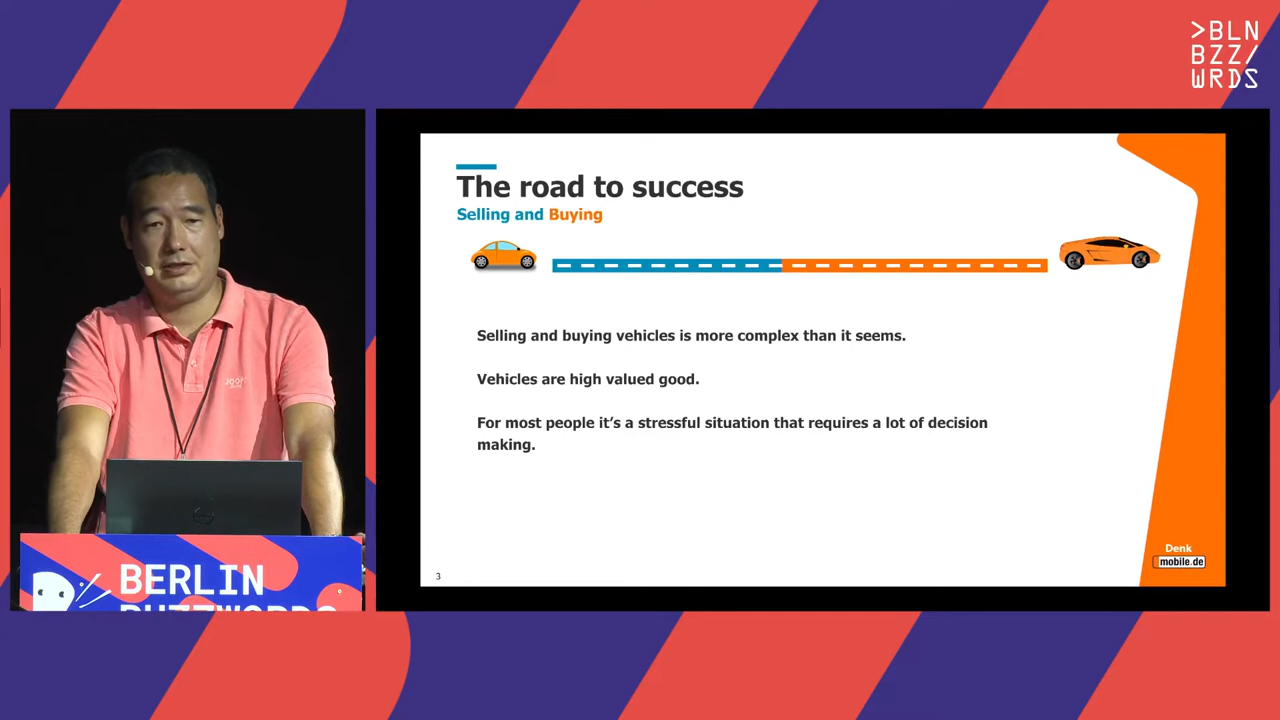 >BLN
BZZ/
WRDS
The road to success
Selling and Buying
Selling and buying vehicles is more complex than it seems.
Vehicles are high valued good.
For most people it's a stressful situation that requires a lot of decision
making.
3
Denk
mobile.de
JOOP!
BERLIN
BUZZWORDS